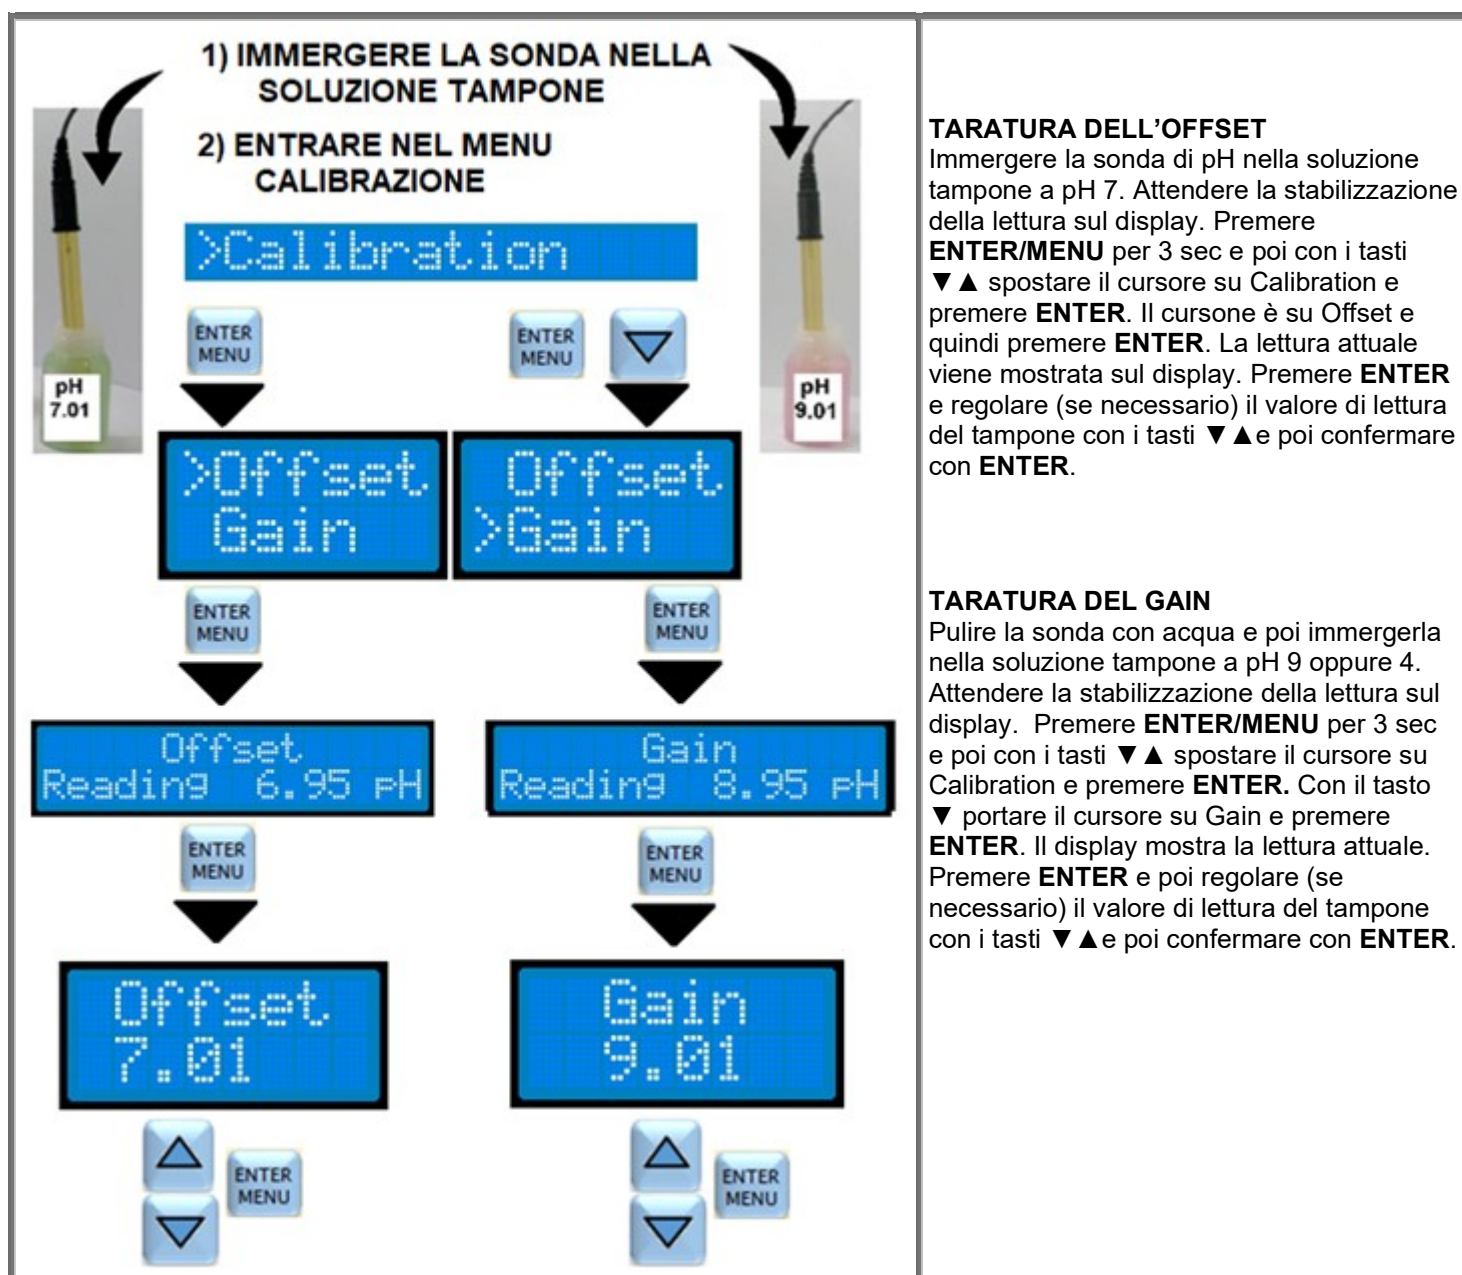 1) IMMERGERE LA SONDA NELLA
SOLUZIONE TAMPONE
2) ENTRARE NEL MENU
CALIBRAZIONE
>Calibration
pH
7.01
ENTER
MENU
ENTER
MENU
pH
9.01
>Offset
Gain
Offset
>Gain
ENTER
MENU
ENTER
MENU
Offset
Reading 6.95 pH
Gain
Reading 8.95 pH
ENTER
MENU
ENTER
MENU
Offset
7.01
Gain
9.01
ENTER
MENU
ENTER
MENU
TARATURA DELL’OFFSET
Immergere la sonda di pH nella soluzione
tampone a pH 7. Attendere la stabilizzazione
della lettura sul display. Premere
ENTER/MENU per 3 sec e poi con i tasti
▼▲ spostare il cursore su Calibration e
premere ENTER. Il cursone è su Offset e
quindi premere ENTER. La lettura attuale
viene mostrata sul display. Premere ENTER
e regolare (se necessario) il valore di lettura
del tampone con i tasti ▼▲e poi confermare
con ENTER.
TARATURA DEL GAIN
Pulire la sonda con acqua e poi immergerla
nella soluzione tampone a pH 9 oppure 4.
Attendere la stabilizzazione della lettura sul
display. Premere ENTER/MENU per 3 sec
e poi con i tasti ▼▲ spostare il cursore su
Calibration e premere ENTER. Con il tasto
▼ portare il cursore su Gain e premere
ENTER. Il display mostra la lettura attuale.
Premere ENTER e poi regolare (se
necessario) il valore di lettura del tampone
con i tasti ▼▲e poi confermare con ENTER.